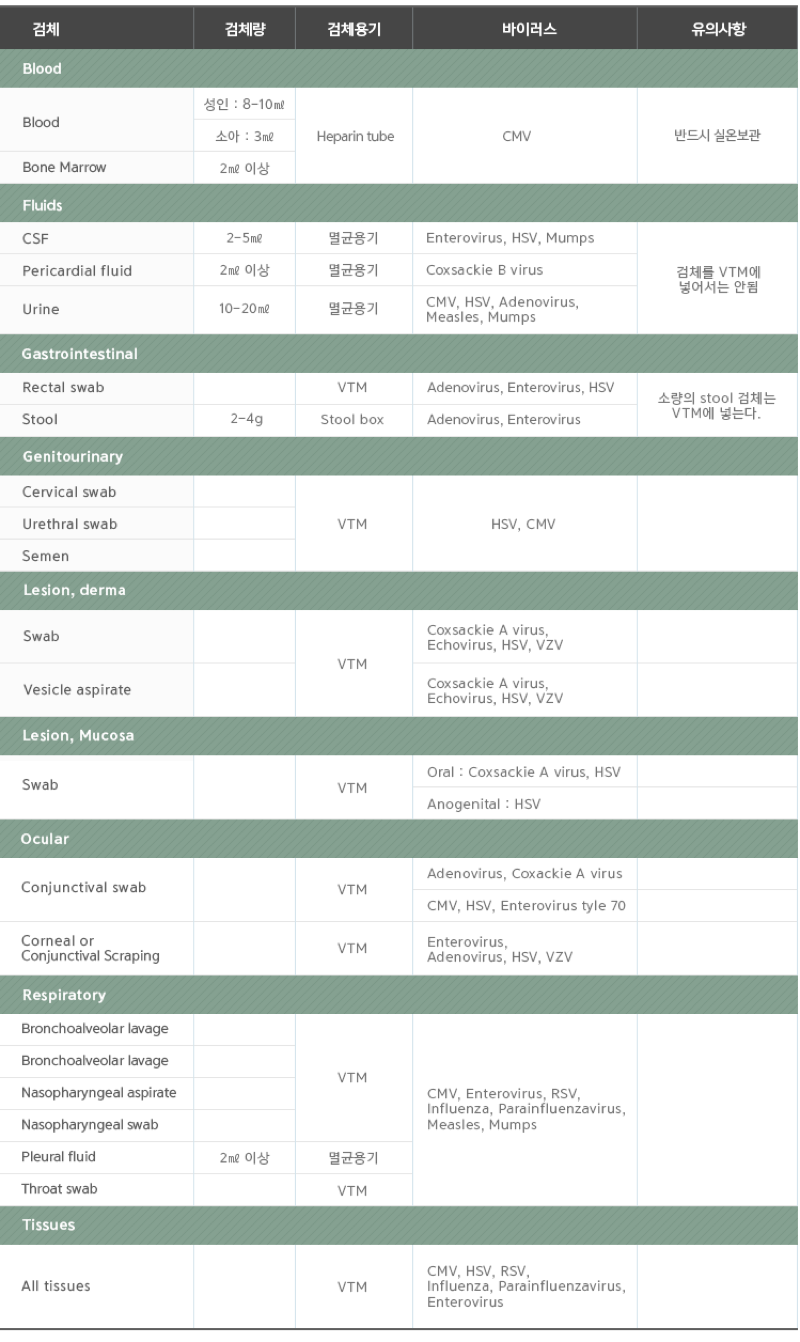 검체 검체량 검체용기 바이러스 유의사항
Blood
Blood 성인 : 8-10㎖ Heparin tube CMV 반드시 실온보관
소아 : 3㎖
Bone Marrow 2㎖ 이상
Fluids
CSF 2-5㎖ 멸균용기 Enterovirus, HSV, Mumps
Pericardial fluid 2㎖ 이상 멸균용기 Coxsackie B virus
검체를 VTM에
넣어서는 안됨
Urine 10-20㎖ 멸균용기 CMV, HSV, Adenovirus,
Measles, Mumps
Gastrointestinal
Rectal swab VTM Adenovirus, Enterovirus, HSV
소량의 stool 검체는
VTM에 넣는다.
Stool 2-4g Stool box Adenovirus, Enterovirus
Genitourinary
Cervical swab
Urethral swab VTM HSV, CMV
Semen
Lesion, derma
Swab Coxsackie A virus,
Echovirus, HSV, VZV
VTM
Vesicle aspirate Coxsackie A virus,
Echovirus, HSV, VZV
Lesion, Mucosa
Swab VTM Oral : Coxsackie A virus, HSV
Anogenital : HSV
Ocular
Conjunctival swab VTM Adenovirus, Coxackie A virus
CMV, HSV, Enterovirus tyle 70
Corneal or
Conjunctival Scraping VTM Enterovirus,
Adenovirus, HSV, VZV
Respiratory
Bronchoalveolar lavage
Bronchoalveolar lavage
VTM
Nasopharyngeal aspirate CMV, Enterovirus, RSV,
Influenza, Parainfluenzavirus,
Measles, Mumps
Nasopharyngeal swab
Pleural fluid 2㎖ 이상 멸균용기
Throat swab VTM
Tissues
All tissues VTM CMV, HSV, RSV,
Influenza, Parainfluenzavirus,
Enterovirus